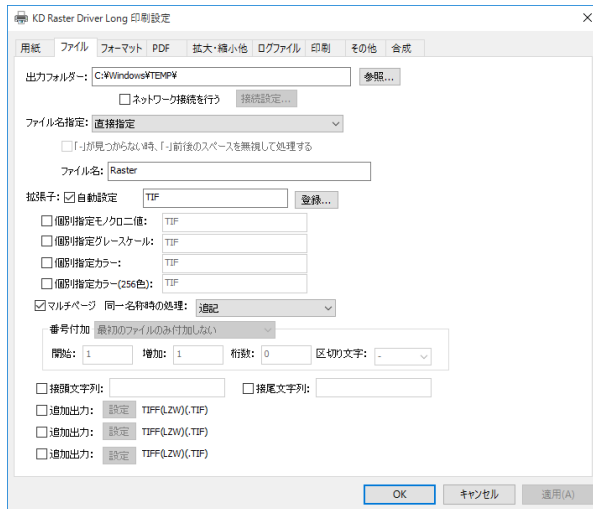 KD Raster Driver Long 印刷設定
用紙 ファイル フォーマット PDF 拡大・縮小他 ログファイル 印刷 その他 合成
出力フォルダー: C:¥Windows¥TEMP¥ 参照...
ネットワーク接続を行う 接続設定...
ファイル名指定: 直接指定
「-」が見つからない時、「-」前後のスペースを無視して処理する
ファイル名: Raster
拡張子: 自動設定 TIF 登録...
個別指定モノクロ二値: TIF
個別指定グレースケール: TIF
個別指定カラー: TIF
個別指定カラー(256色): TIF
マルチページ 同一名称時の処理: 追記
番号付加 最初のファイルのみ付加しない
開始: 1 増加: 1 桁数: 0 区切り文字: -
接頭文字列: 接尾文字列:
追加出力: 設定 TIFF(LZW)(.TIF)
追加出力: 設定 TIFF(LZW)(.TIF)
追加出力: 設定 TIFF(LZW)(.TIF)
OK キャンセル 適用(A)